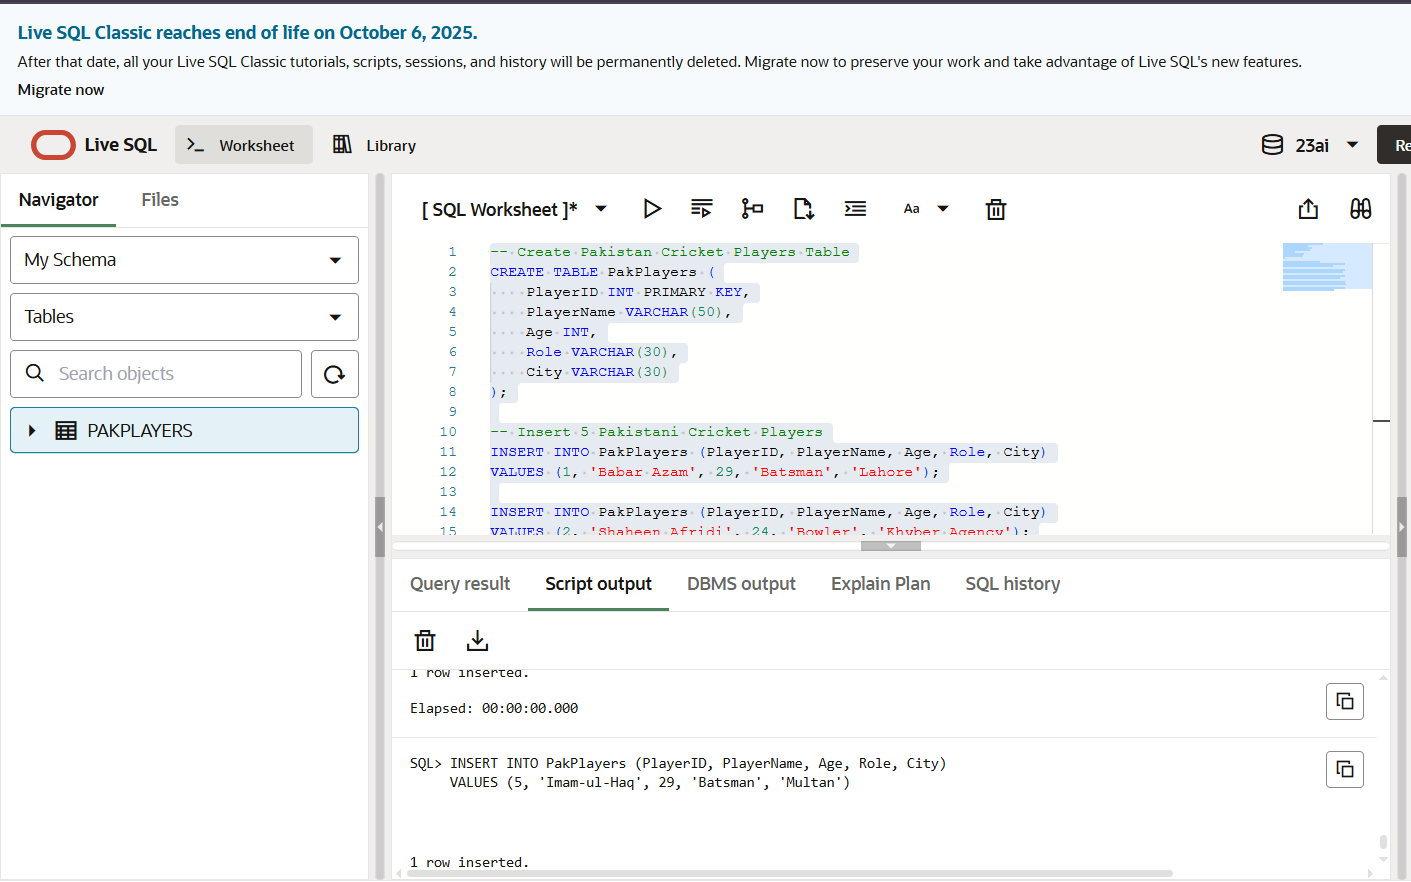 Live SQL Classic reaches end of life on October 6, 2025.
After that date, all your Live SQL Classic tutorials, scripts, sessions, and history will be permanently deleted. Migrate now to preserve your work and take advantage of Live SQL's new features.
Migrate now
Live SQL
Worksheet
Library
23ai
Re
Navigator
Files
My Schema
Tables
Search objects
PAKPLAYERS
[ SQL Worksheet ]*
Aa
1 -- Create Pakistan Cricket Players Table
2 CREATE TABLE PakPlayers (
3 PlayerID INT PRIMARY KEY,
4 PlayerName VARCHAR(50),
5 Age INT,
6 Role VARCHAR(30),
7 City VARCHAR(30)
8 );
9
10 -- Insert 5 Pakistani Cricket Players
11 INSERT INTO PakPlayers (PlayerID, PlayerName, Age, Role, City)
12 VALUES (1, 'Babar Azam', 29, 'Batsman', 'Lahore');
13
14 INSERT INTO PakPlayers (PlayerID, PlayerName, Age, Role, City)
15 VALUES (2, 'Shaheen Afridi', 24, 'Bowler', 'Khyber Agency');
Query result
Script output
DBMS output
Explain Plan
SQL history
1 row inserted.
Elapsed: 00:00:00.000
SQL> INSERT INTO PakPlayers (PlayerID, PlayerName, Age, Role, City)
VALUES (5, 'Imam-ul-Haq', 29, 'Batsman', 'Multan')
1 row inserted.